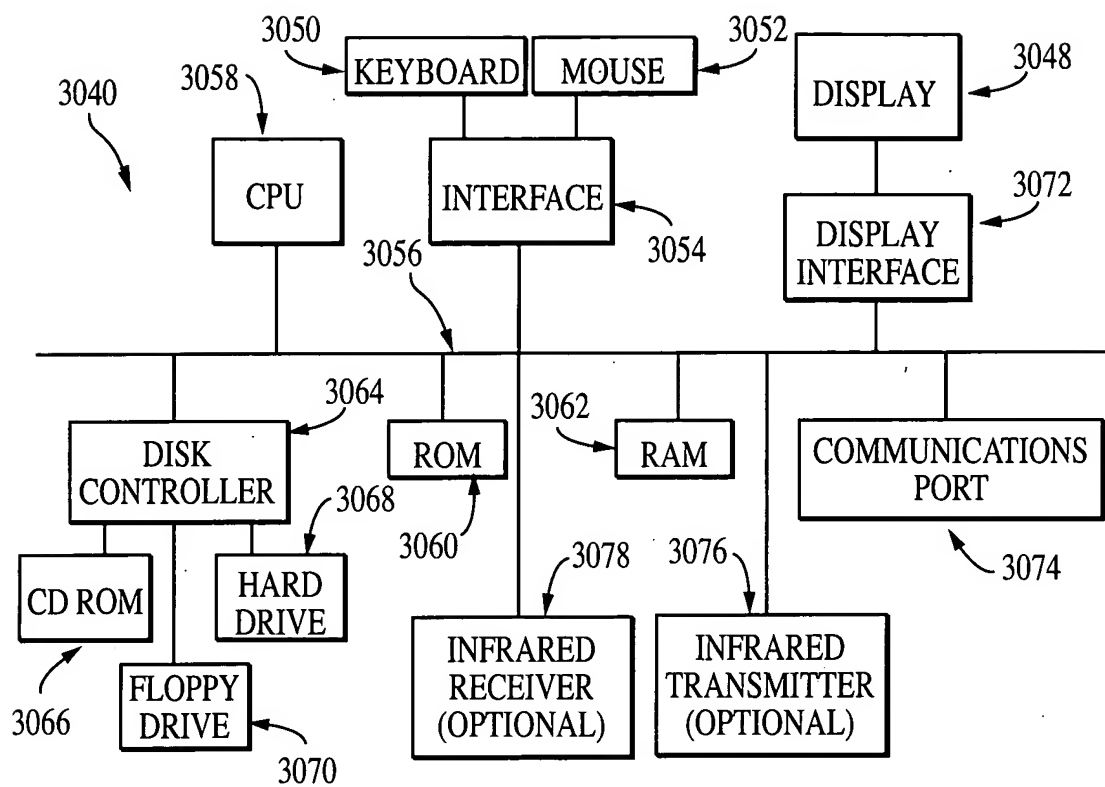 3050
KEYBOARD
MOUSE
3052
3058
3048
DISPLAY
3040
CPU
INTERFACE
3072
3054
DISPLAY
INTERFACE
3056
3064
DISK
CONTROLLER
ROM
3062
RAM
COMMUNICATIONS
PORT
3068
3060
3078
3076
3074
CD ROM
HARD
DRIVE
3066
FLOPPY
DRIVE
3070
INFRARED
RECEIVER
(OPTIONAL)
INFRARED
TRANSMITTER
(OPTIONAL)